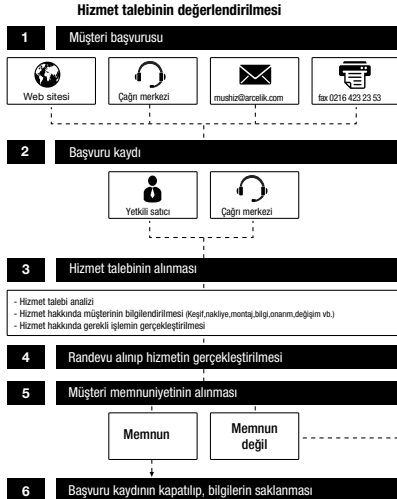 Hizmet talebinin değerlendirilmesi
1 Müşteri başvurusu
Web sitesi
Çağrı merkezi
mushiz@arcelik.com
fax 0216 423 23 53
2 Başvuru kaydı
Yetkili satıcı
Çağrı merkezi
3 Hizmet talebinin alınması
- Hizmet talebi analizi
- Hizmet hakkında müşterinin bilgilendirilmesi (Keşif,nakliye,montaj,bilgi,onarım,değişim vb.)
- Hizmet hakkında gerekli işlemin gerçekleştirilmesi
4 Randevu alınıp hizmetin gerçekleştirilmesi
5 Müşteri memnuniyetinin alınması
Memnun
Memnun
değil
6 Başvuru kaydının kapatılıp, bilgilerin saklanması